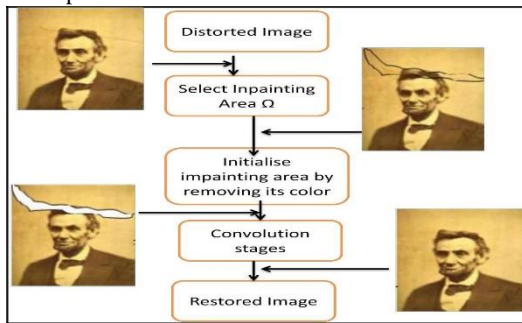 Distorted Image
Select Inpainting
Area Ω
Initialise
impainting area by
removing its color
Convolution
stages
Restored Image